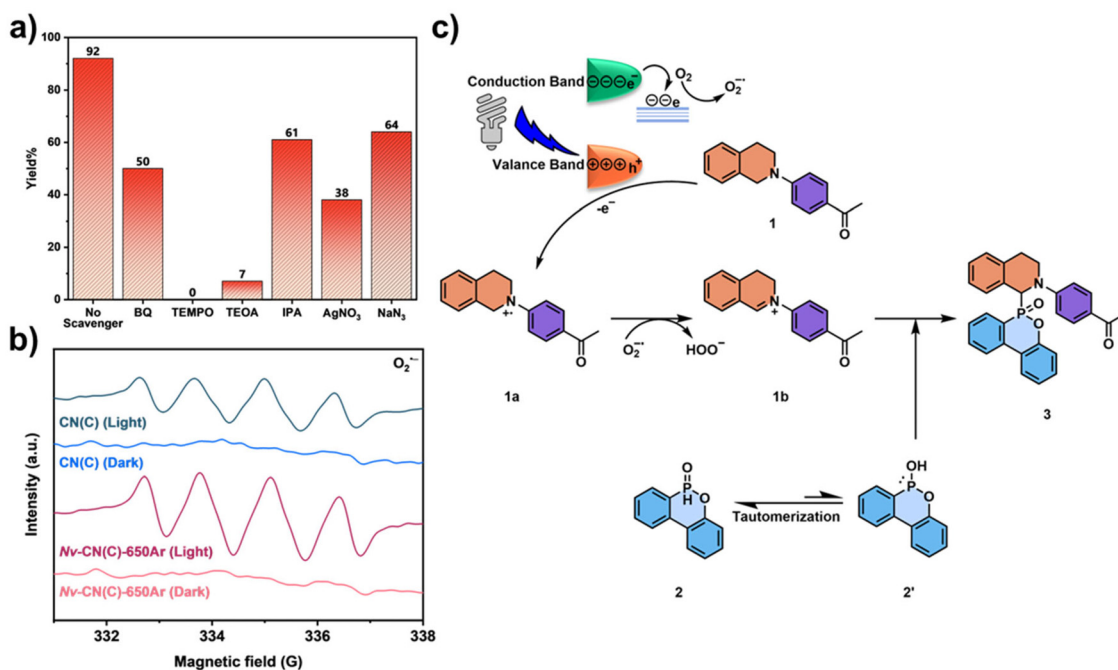 a)
Yield%
100
80
60
40
20
0
92
50
0
7
61
38
64
No Scavenger
BQ
TEMPO
TEOA
IPA
AgNO₃
NaN₃
b)
Intensity (a.u.)
O₂•−
CN(C) (Light)
CN(C) (Dark)
Nv-CN(C)-650Ar (Light)
Nv-CN(C)-650Ar (Dark)
332
334
336
338
Magnetic field (G)
c)
Conduction Band
e⁻
O₂
O₂•−
e
Valance Band
h⁺
-e⁻
N
O
1
N
+•
O
1a
O₂•−
HOO⁻
N
+
O
1b
N
O
P
O
O
3
O
P
H
O
2
Tautomerization
OH
P
O
2'